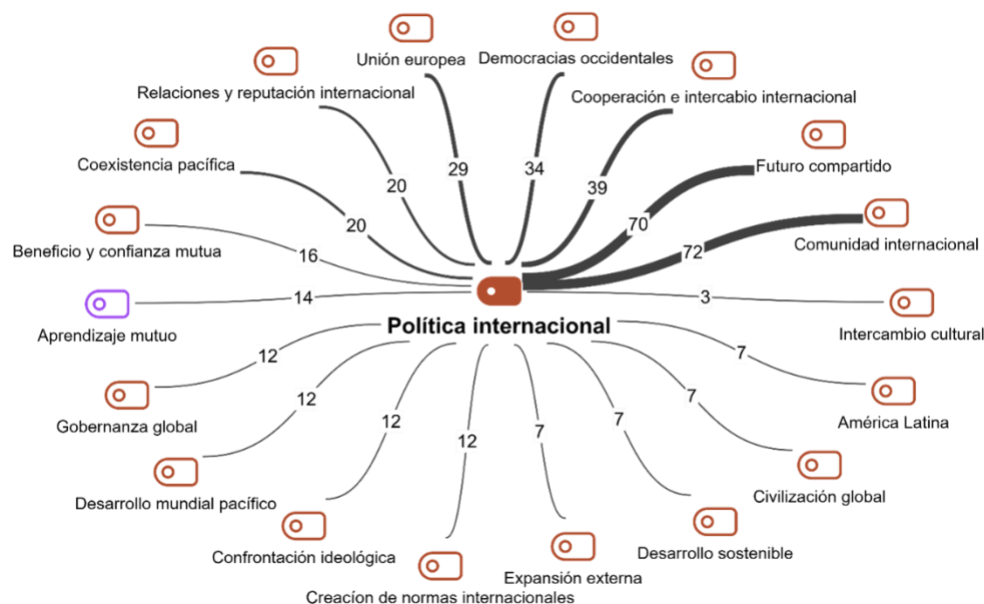 Unión europea
Democracias occidentales
Relaciones y reputación internacional
Cooperación e intercabio internacional
Coexistencia pacífica
Futuro compartido
29
34
39
20
20
70
Beneficio y confianza mutua
Comunidad internacional
16
72
14
3
Aprendizaje mutuo
Política internacional
Intercambio cultural
12
7
Gobernanza global
América Latina
12
12
12
7
7
7
Desarrollo mundial pacífico
Civilización global
Confrontación ideológica
Desarrollo sostenible
Creacíon de normas internacionales
Expansión externa